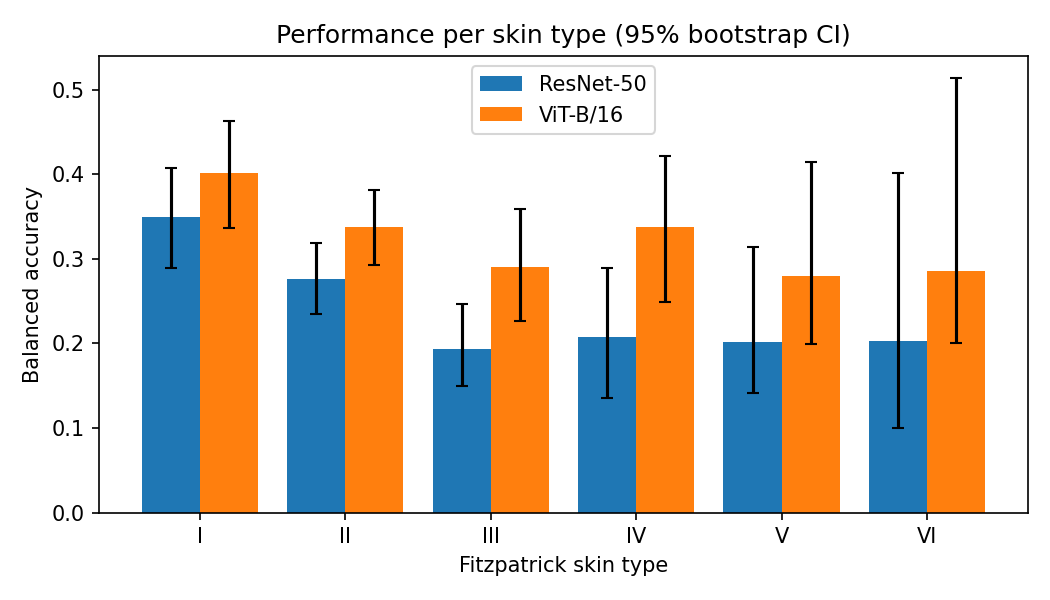 Performance per skin type (95% bootstrap CI)
ResNet-50
ViT-B/16
Balanced accuracy
0.5
0.4
0.3
0.2
0.1
0.0
I II III IV V VI
Fitzpatrick skin type